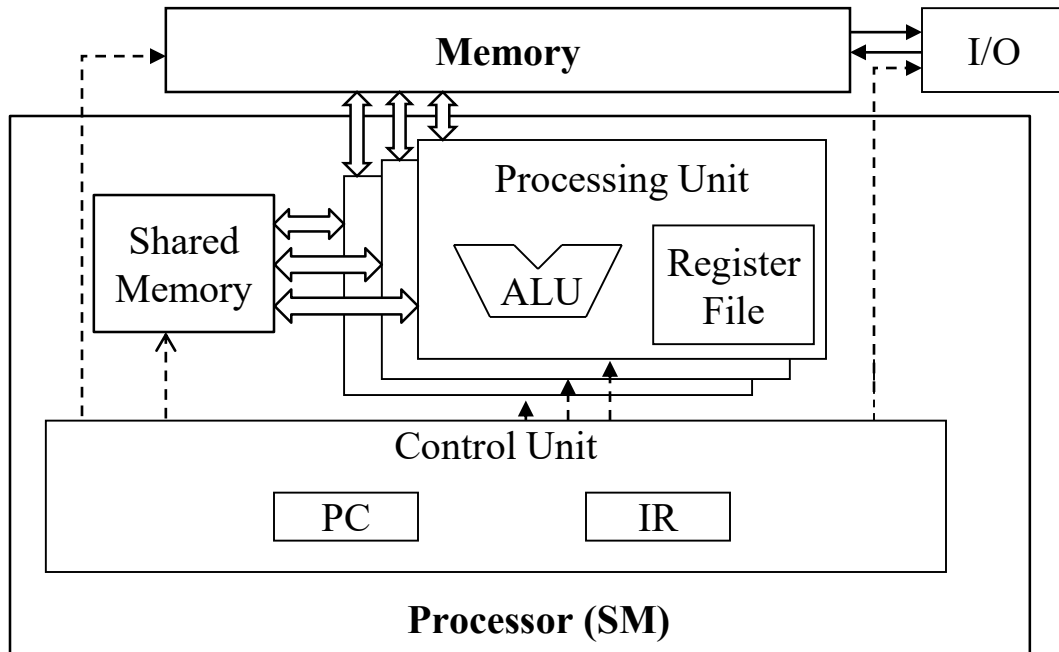 Memory
I/O
Processing Unit
Shared
Memory
ALU
Register
File
Control Unit
PC
IR
Processor (SM)